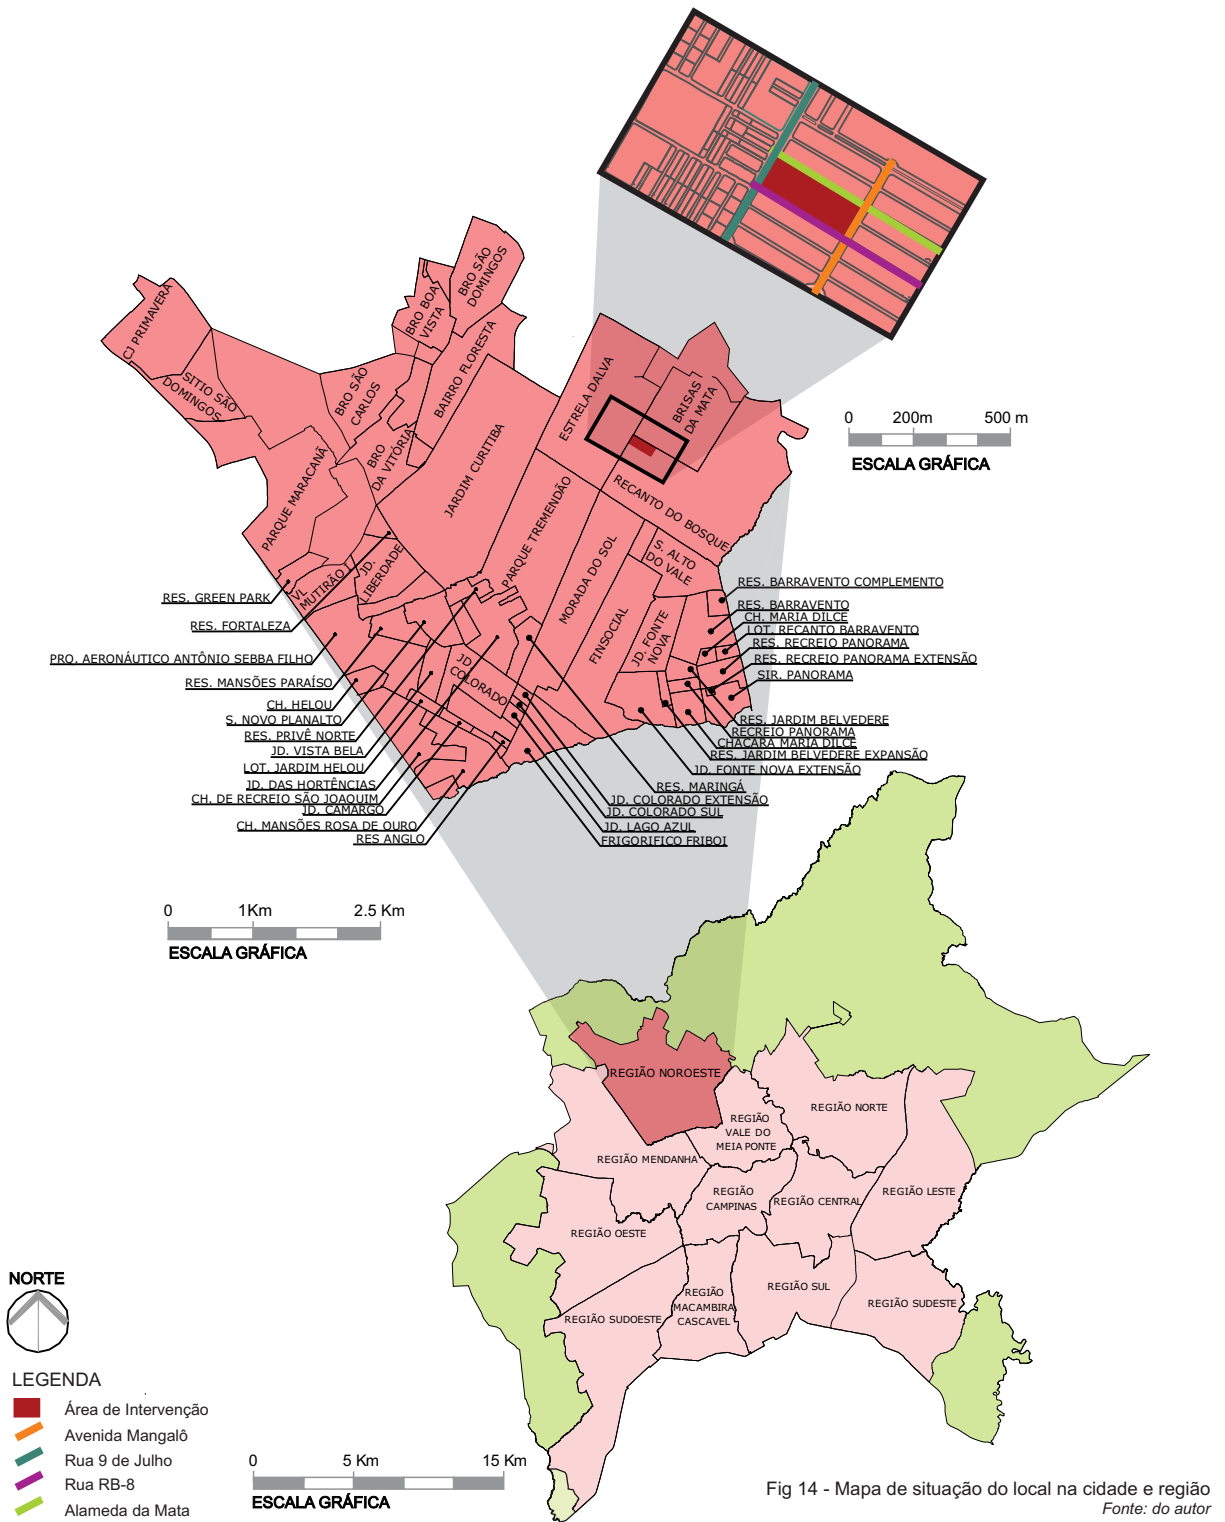 CJ PRIMAVERA
SITIO SÃO
DOMINGOS
BRO SÃO
CARLOS
BRO BOA
VISTA
BRO SÃO
DOMINGOS
BAIRRO FLORESTA
BRO
DA VITÓRIA
PARQUE MARACANÃ
JARDIM CURITIBA
ESTRELA DALVA
BRISAS
DA MATA
RECANTO DO BOSQUE
PARQUE TREMENDÃO
MORADA DO SOL
S. ALTO
DO VALE
FINSOCIAL
JD. FONTE
NOVA
VL
MUTIRÃO I
JD.
LIBERDADE
JD
COLORADO
0 200m 500 m
ESCALA GRÁFICA
RES. GREEN PARK
RES. FORTALEZA
PRO. AERONÁUTICO ANTÔNIO SEBBA FILHO
RES. MANSÕES PARAÍSO
CH. HELOU
S. NOVO PLANALTO
RES. PRIVÊ NORTE
JD. VISTA BELA
LOT. JARDIM HELOU
JD. DAS HORTÊNCIAS
CH. DE RECREIO SÃO JOAQUIM
JD. CAMARGO
CH. MANSÕES ROSA DE OURO
RES ANGLO
RES. BARRAVENTO COMPLEMENTO
RES. BARRAVENTO
CH. MARIA DILCE
LOT. RECANTO BARRAVENTO
RES. RECREIO PANORAMA
RES. RECREIO PANORAMA EXTENSÃO
SIR. PANORAMA
RES. JARDIM BELVEDERE
RECREIO PANORAMA
CHÁCARA MARIA DILCE
RES. JARDIM BELVEDERE EXPANSÃO
JD. FONTE NOVA EXTENSÃO
RES. MARINGÁ
JD. COLORADO EXTENSÃO
JD. COLORADO SUL
JD. LAGO AZUL
FRIGORIFICO FRIBOI
0 1Km 2.5 Km
ESCALA GRÁFICA
REGIÃO NOROESTE
REGIÃO NORTE
REGIÃO
VALE DO
MEIA PONTE
REGIÃO MENDANHA
REGIÃO
CAMPINAS
REGIÃO CENTRAL
REGIÃO LESTE
REGIÃO OESTE
REGIÃO SUL
REGIÃO
MACAMBIRA
CASCAVEL
REGIÃO SUDOESTE
REGIÃO SUDESTE
NORTE
LEGENDA
Área de Intervenção
Avenida Mangalô
Rua 9 de Julho
Rua RB-8
Alameda da Mata
0 5 Km 15 Km
ESCALA GRÁFICA
Fig 14 - Mapa de situação do local na cidade e região
Fonte: do autor